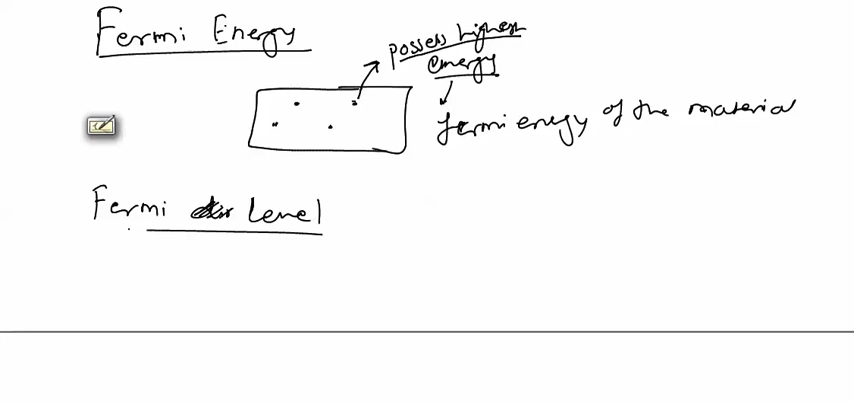 Fermi Energy
possess highest
energy
fermi energy of the material
Fermi Level